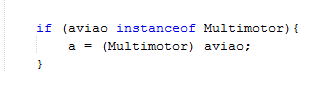 if (aviao instanceof Multimotor){
    a = (Multimotor) aviao;
}